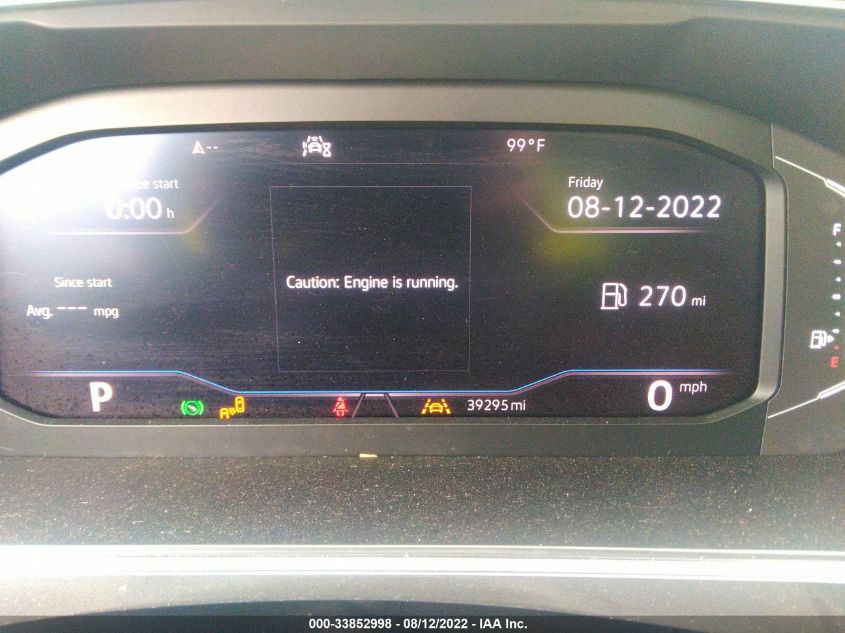 A-- 99°F
since start
0:00 h
Friday
08-12-2022
Since start
Avg. --- mpg
Caution: Engine is running.
270 mi
F
E
P
A
39295 mi
0 mph
000-33852998 - 08/12/2022 - IAA Inc.